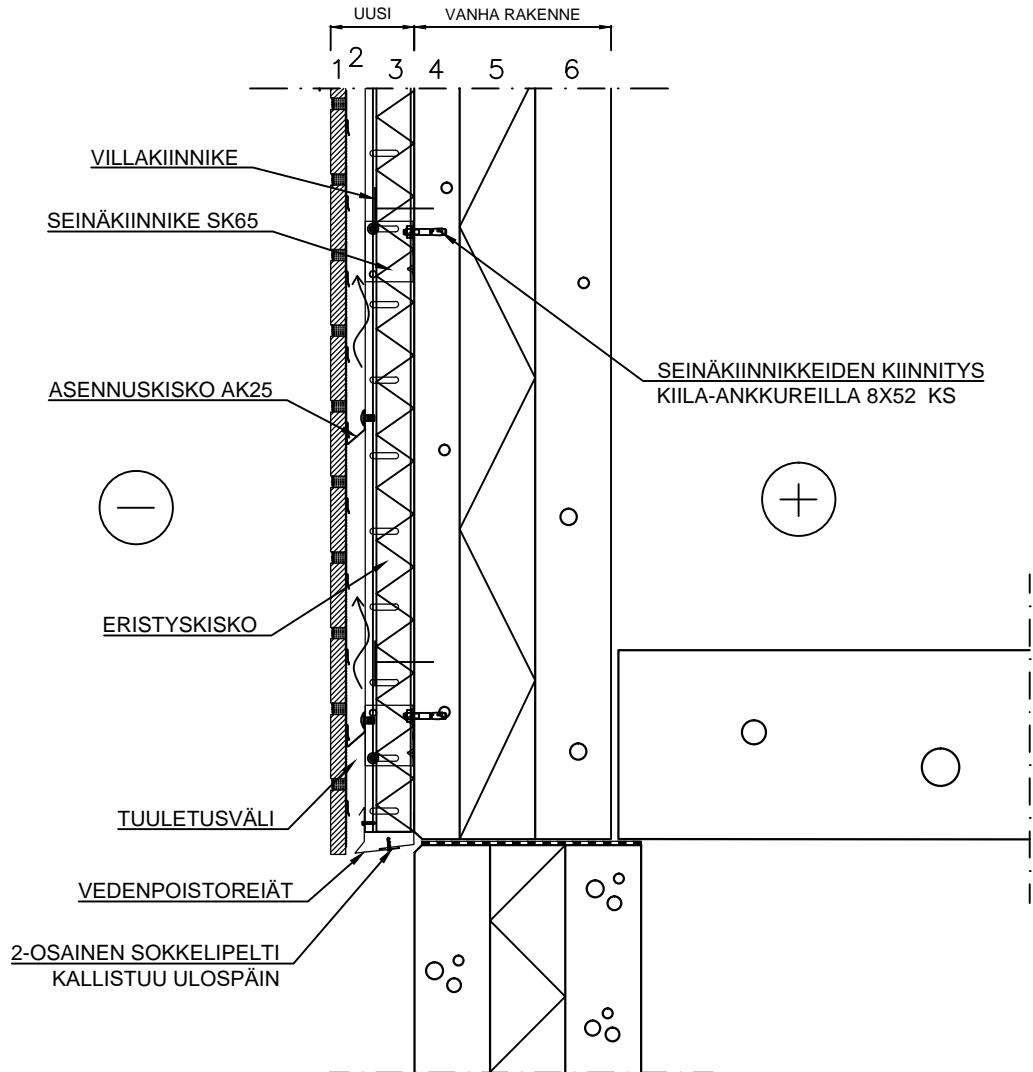 UUSI
VANHA RAKENNE
1 2 3 4 5 6
VILLAKIINNIKE
SEINÄKIINNIKE SK65
SEINÄKIINNIKKEIDEN KIINNITYS
KIILA-ANKKUREILLA 8X52 KS
ASENNUSKISKO AK25
ERISTYSKISKO
TUULETUSVÄLI
VEDENPOISTOREIÄT
2-OSAINEN SOKKELIPELTI
KALLISTUU ULOSPÄIN